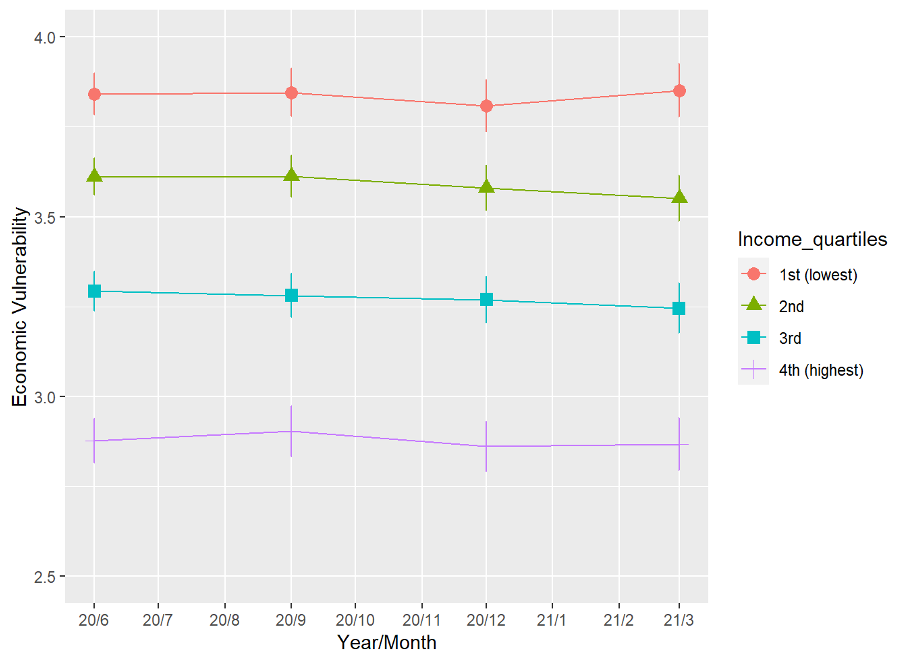 4.0
3.5
3.0
2.5
Economic Vulnerability
20/6 20/7 20/8 20/9 20/10 20/11 20/12 21/1 21/2 21/3
Year/Month
Income_quartiles
1st (lowest)
2nd
3rd
4th (highest)